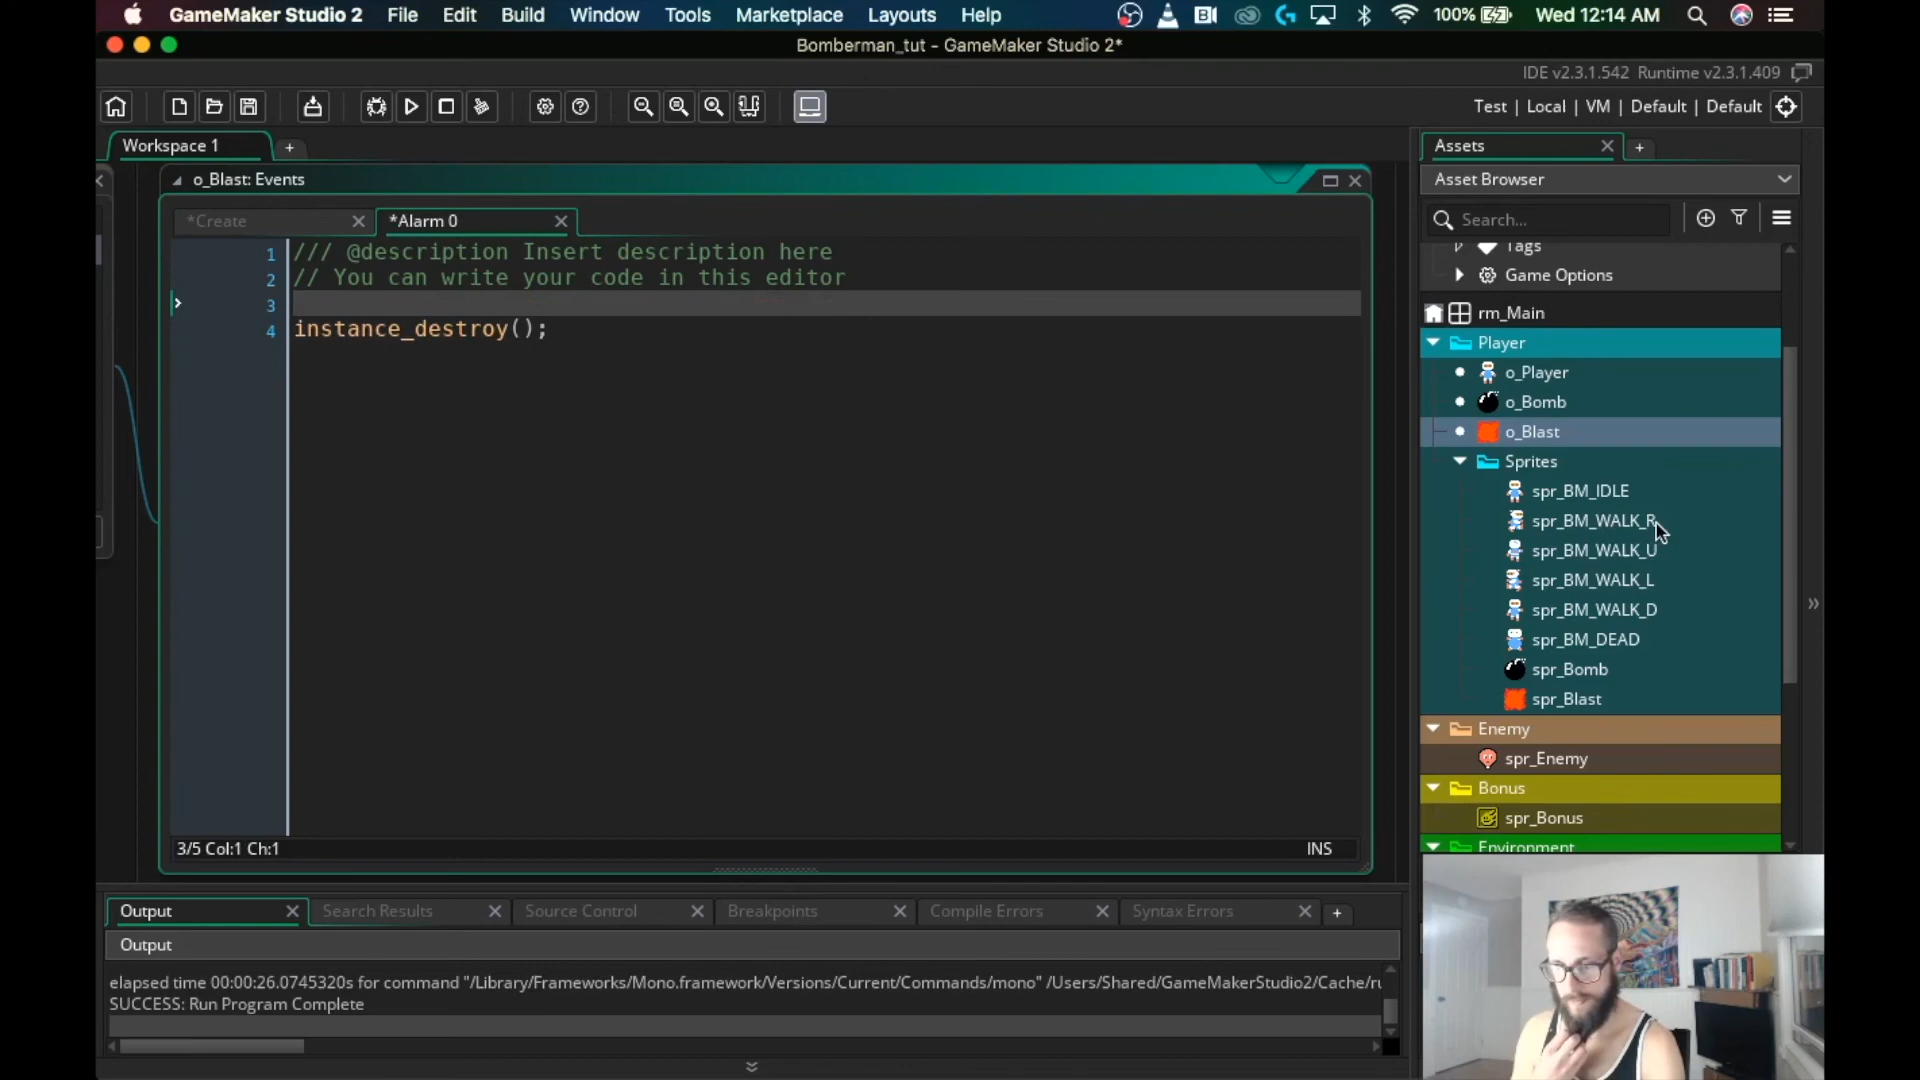 GameMaker Studio 2 File Edit Build Window Tools Marketplace Layouts Help 100% Wed 12:14 AM
Bomberman_tut - GameMaker Studio 2*
IDE v2.3.1.542 Runtime v2.3.1.409
Test | Local | VM | Default | Default
Workspace 1
o_Blast: Events
*Create
*Alarm 0
1 /// @description Insert description here
2 // You can write your code in this editor
3
4 instance_destroy();
3/5 Col:1 Ch:1
INS
Assets
Asset Browser
Search...
Tags
Game Options
rm_Main
Player
o_Player
o_Bomb
o_Blast
Sprites
spr_BM_IDLE
spr_BM_WALK_R
spr_BM_WALK_U
spr_BM_WALK_L
spr_BM_WALK_D
spr_BM_DEAD
spr_Bomb
spr_Blast
Enemy
spr_Enemy
Bonus
spr_Bonus
Environment
Output
Search Results
Source Control
Breakpoints
Compile Errors
Syntax Errors
Output
elapsed time 00:00:26.0745320s for command "/Library/Frameworks/Mono.framework/Versions/Current/Commands/mono" /Users/Shared/GameMakerStudio2/Cache/ru
SUCCESS: Run Program Complete